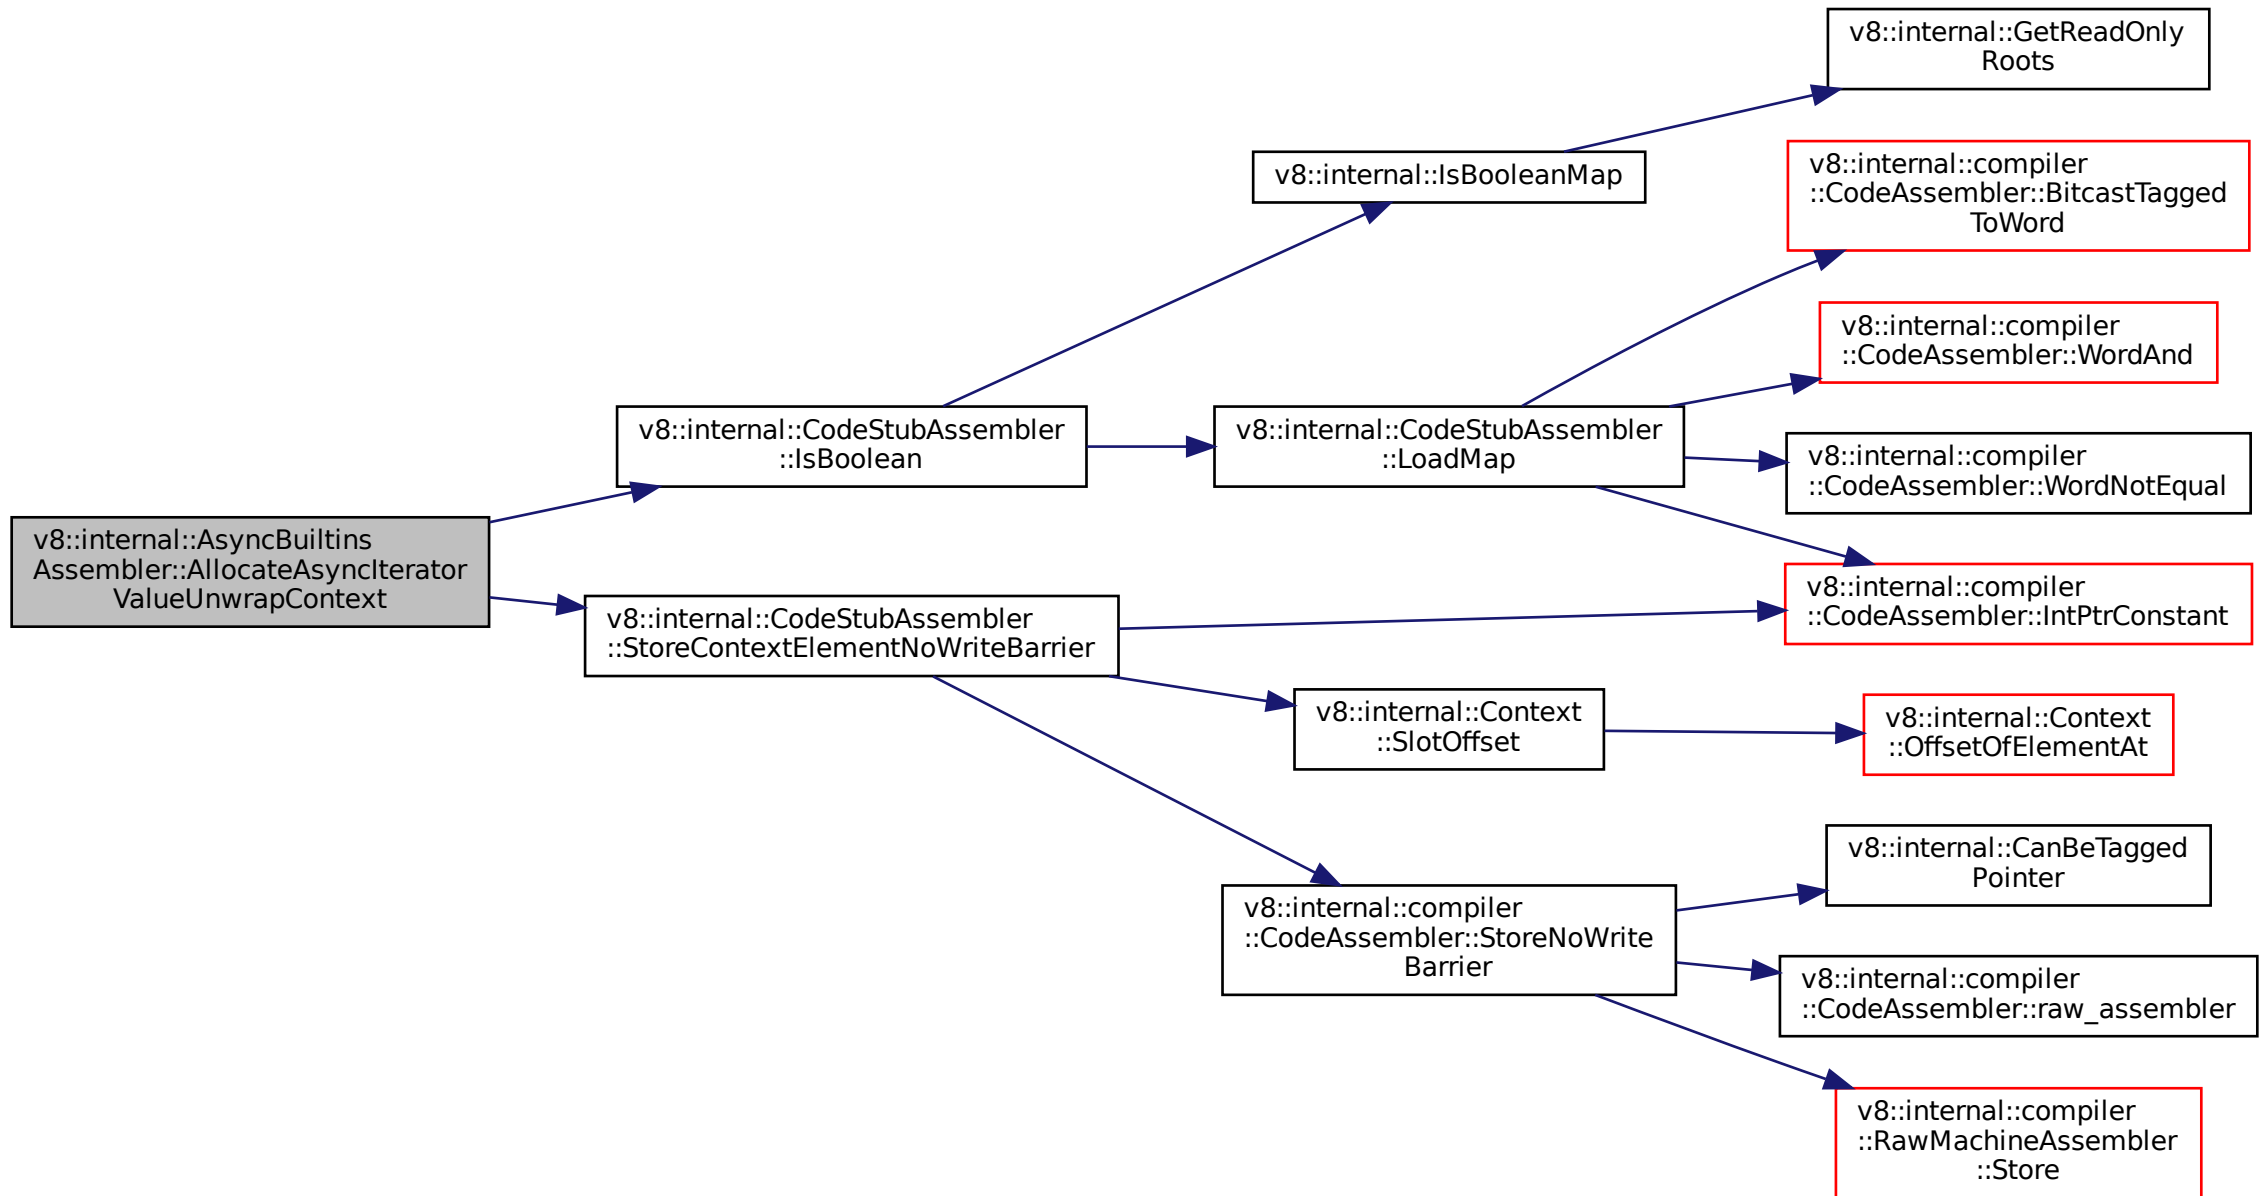 v8::internal::GetReadOnly
Roots
v8::internal::compiler
::CodeAssembler::BitcastTagged
ToWord
v8::internal::IsBooleanMap
v8::internal::compiler
::CodeAssembler::WordAnd
v8::internal::CodeStubAssembler
::IsBoolean
v8::internal::CodeStubAssembler
::LoadMap
v8::internal::compiler
::CodeAssembler::WordNotEqual
v8::internal::AsyncBuiltins
Assembler::AllocateAsyncIterator
ValueUnwrapContext
v8::internal::compiler
::CodeAssembler::IntPtrConstant
v8::internal::CodeStubAssembler
::StoreContextElementNoWriteBarrier
v8::internal::Context
::SlotOffset
v8::internal::Context
::OffsetOfElementAt
v8::internal::CanBeTagged
Pointer
v8::internal::compiler
::CodeAssembler::StoreNoWrite
Barrier
v8::internal::compiler
::CodeAssembler::raw_assembler
v8::internal::compiler
::RawMachineAssembler
::Store